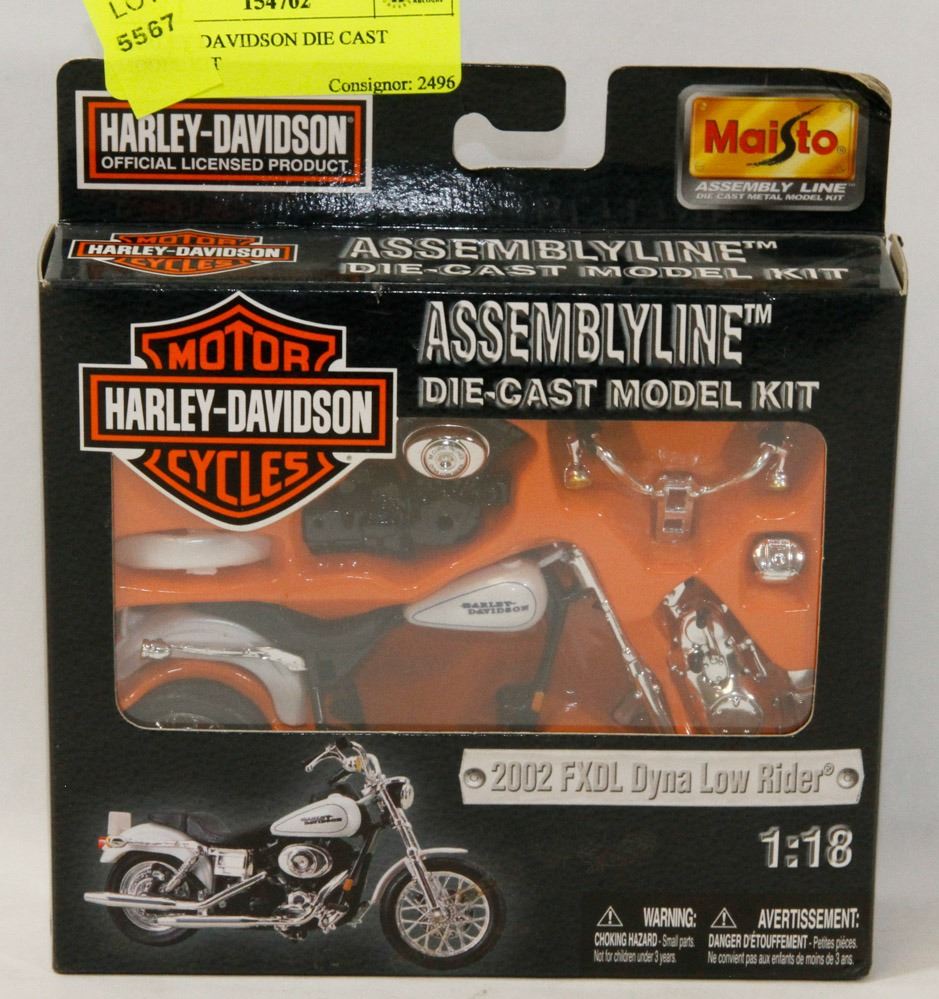 LOT
5567
154702
DAVIDSON DIE CAST
T
Consignor: 2496
HARLEY-DAVIDSON®
OFFICIAL LICENSED PRODUCT
Maisto®
ASSEMBLY LINE™
DIE CAST METAL MODEL KIT
MOTOR
HARLEY-DAVIDSON
CYCLES
ASSEMBLYLINE™
DIE-CAST MODEL KIT
MOTOR
HARLEY-DAVIDSON
CYCLES
ASSEMBLYLINE™
DIE-CAST MODEL KIT
HARLEY-
DAVIDSON
2002 FXDL Dyna Low Rider®
1:18
WARNING:
CHOKING HAZARD - Small parts.
Not for children under 3 years.
AVERTISSEMENT:
DANGER D'ÉTOUFFEMENT - Petites pièces.
Ne convient pas aux enfants de moins de 3 ans.